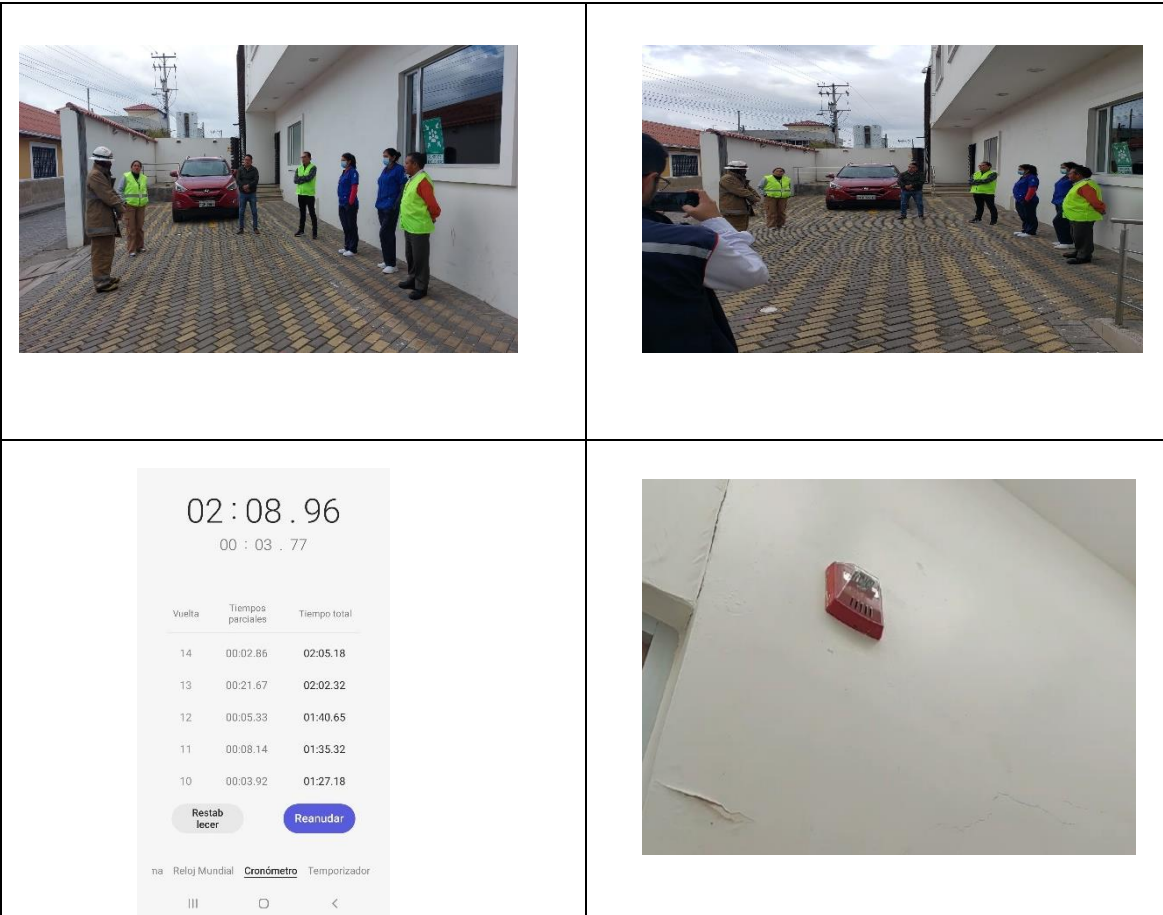 02:08.96
00:03.77
Vuelta Tiempos parciales Tiempo total
14 00:02.86 02:05.18
13 00:21.67 02:02.32
12 00:05.33 01:40.65
11 00:08.14 01:35.32
10 00:03.92 01:27.18
Restab
lecer
Reanudar
na Reloj Mundial Cronómetro Temporizador